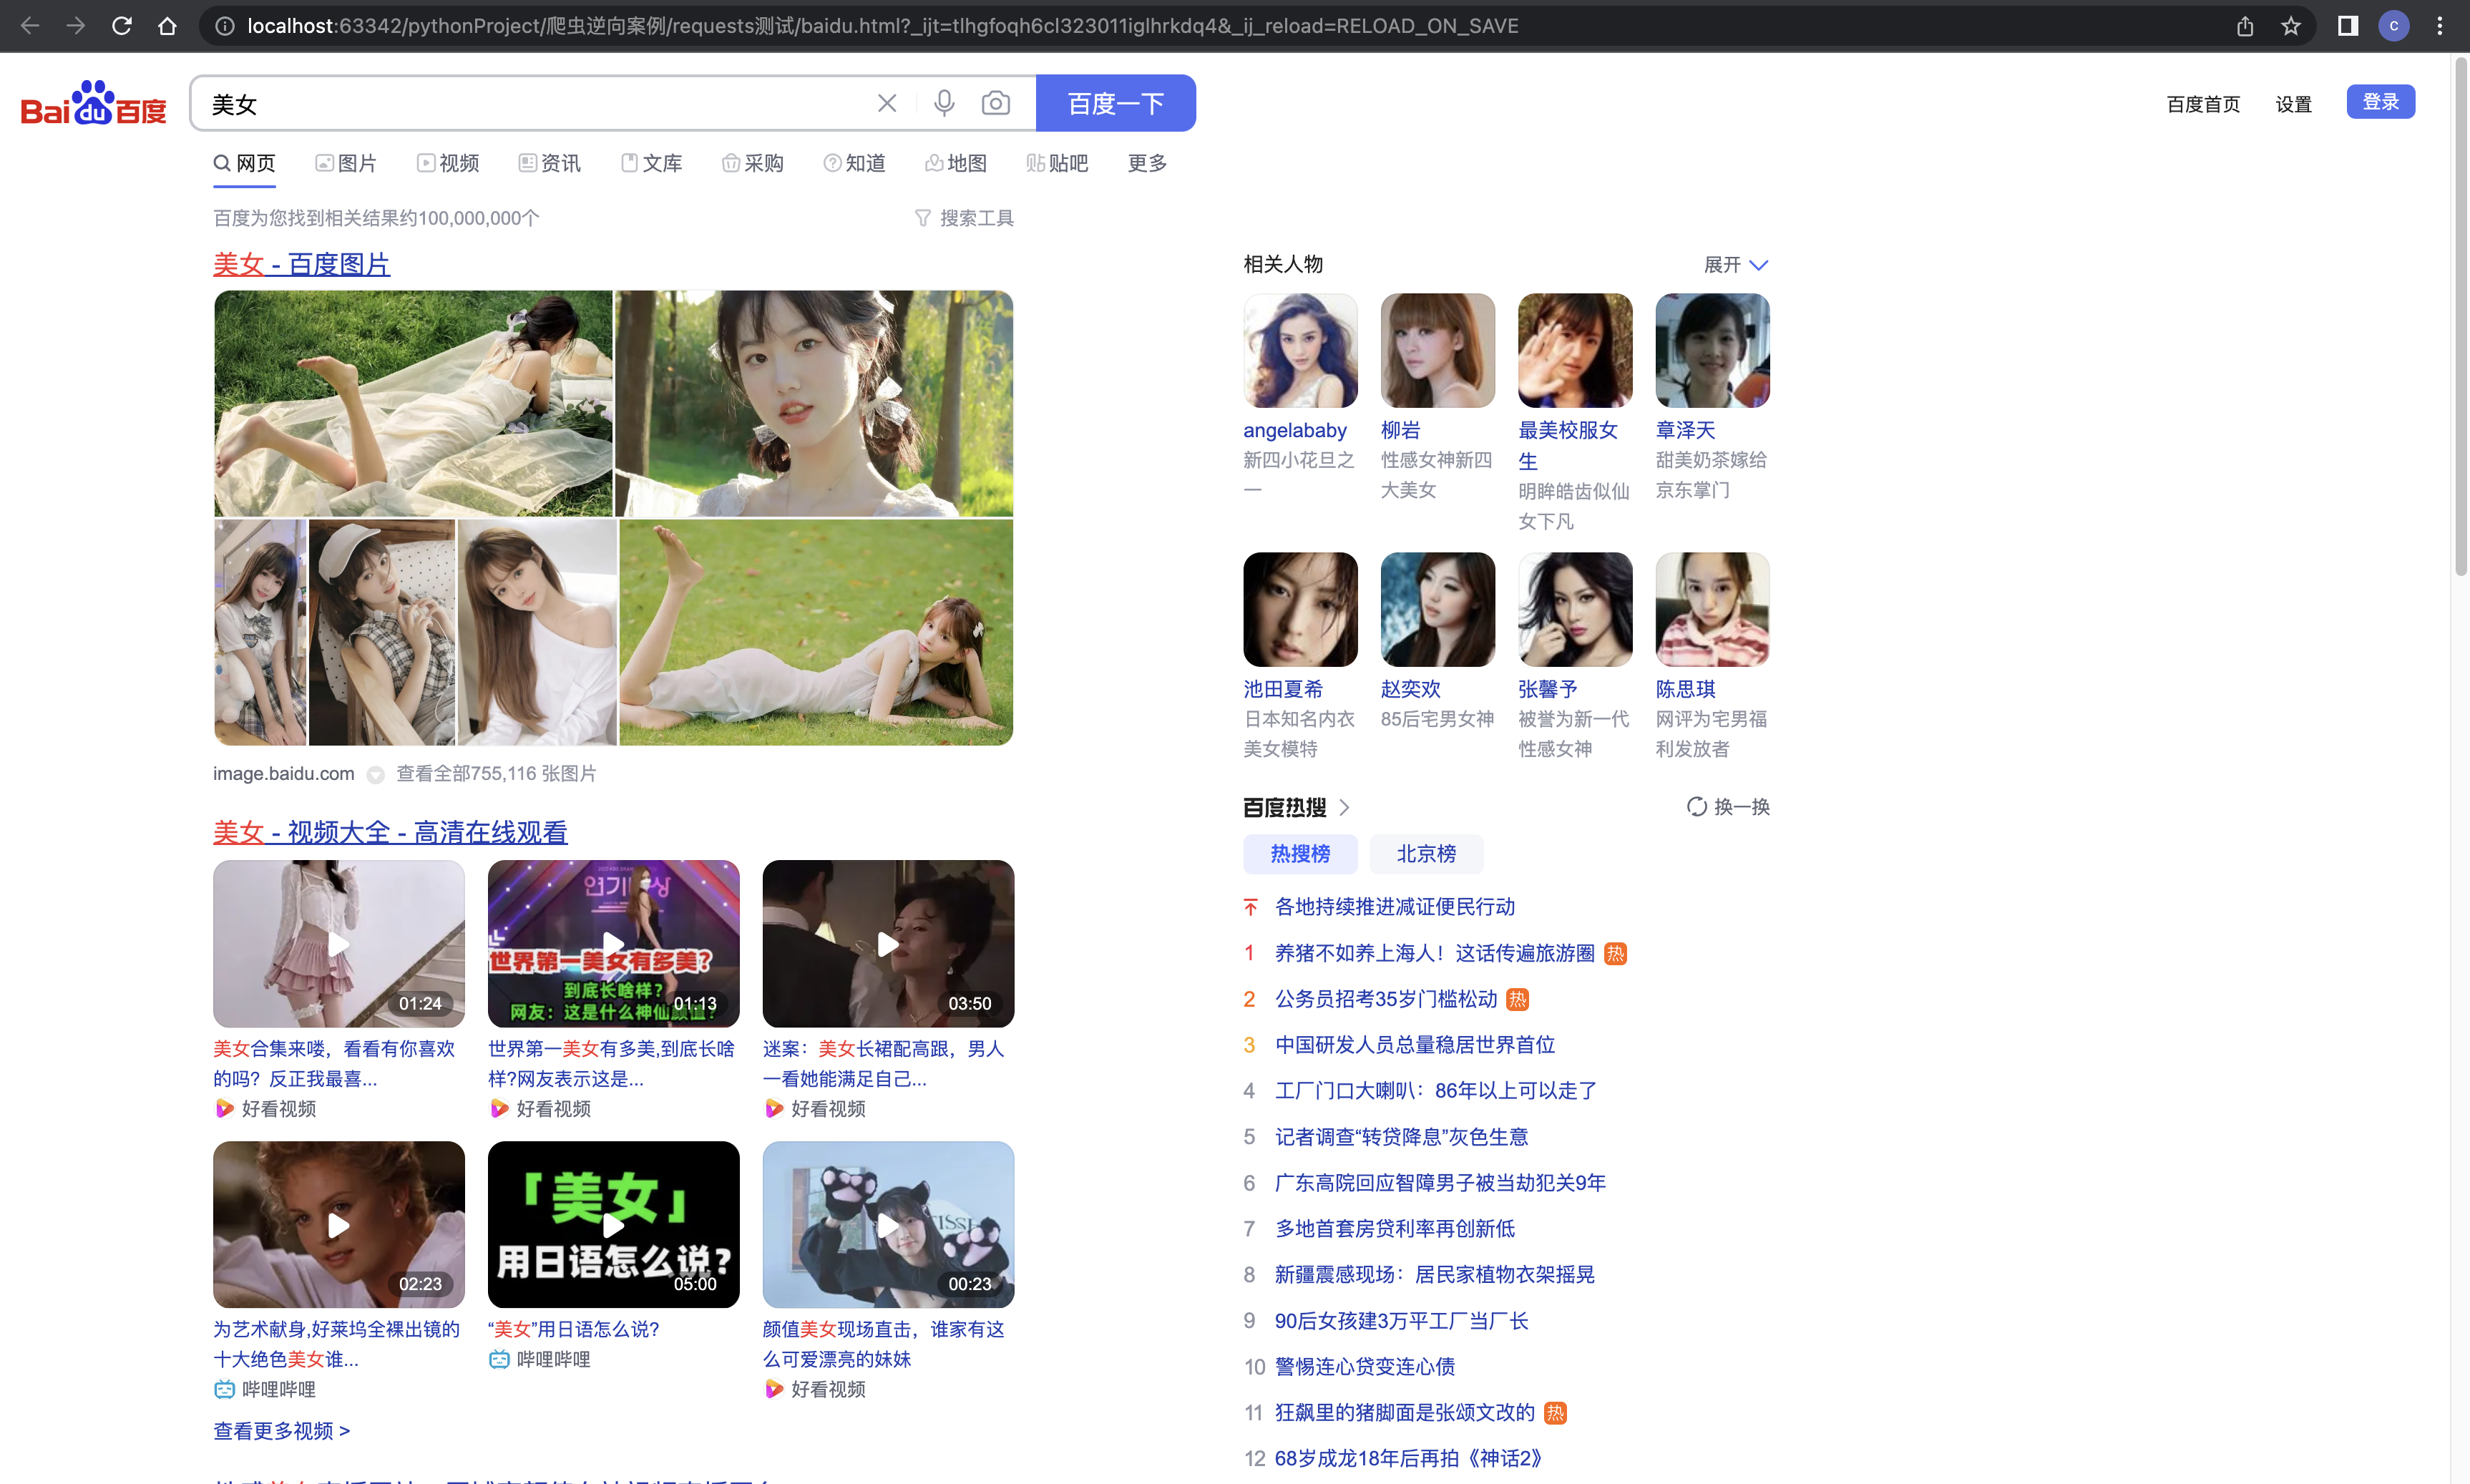 localhost:63342/pythonProject/爬虫逆向案例/requests测试/baidu.html?_ijt=tlhgfoqh6cl323011iglhrkdq4&_ij_reload=RELOAD_ON_SAVE
C
Bai du 百度
美女
百度一下
百度首页 设置 登录
网页 图片 视频 资讯 文库 采购 知道 地图 贴吧 更多
百度为您找到相关结果约100,000,000个
搜索工具
美女 - 百度图片
image.baidu.com 查看全部755,116 张图片
美女 - 视频大全 - 高清在线观看
01:24
연기
상
世界第一美女有多美?
到底长啥样?
网友：这是什么神仙颜值?
01:13
03:50
美女合集来喽，看看有你喜欢
的吗？反正我最喜...
好看视频
世界第一美女有多美,到底长啥
样?网友表示这是...
好看视频
迷案：美女长裙配高跟，男人
一看她能满足自己...
好看视频
02:23
「美女」
用日语怎么说?
05:00
00:23
为艺术献身,好莱坞全裸出镜的
十大绝色美女谁...
哔哩哔哩
“美女”用日语怎么说?
哔哩哔哩
颜值美女现场直击，谁家有这
么可爱漂亮的妹妹
好看视频
查看更多视频 >
相关人物
展开
angelababy
新四小花旦之
一
柳岩
性感女神新四
大美女
最美校服女
生
明眸皓齿似仙
女下凡
章泽天
甜美奶茶嫁给
京东掌门
池田夏希
日本知名内衣
美女模特
赵奕欢
85后宅男女神
张馨予
被誉为新一代
性感女神
陈思琪
网评为宅男福
利发放者
百度热搜
换一换
热搜榜 北京榜
各地持续推进减证便民行动
1 养猪不如养上海人！这话传遍旅游圈 热
2 公务员招考35岁门槛松动 热
3 中国研发人员总量稳居世界首位
4 工厂门口大喇叭：86年以上可以走了
5 记者调查“转贷降息”灰色生意
6 广东高院回应智障男子被当劫犯关9年
7 多地首套房贷利率再创新低
8 新疆震感现场：居民家植物衣架摇晃
9 90后女孩建3万平工厂当厂长
10 警惕连心贷变连心债
11 狂飙里的猪脚面是张颂文改的 热
12 68岁成龙18年后再拍《神话2》